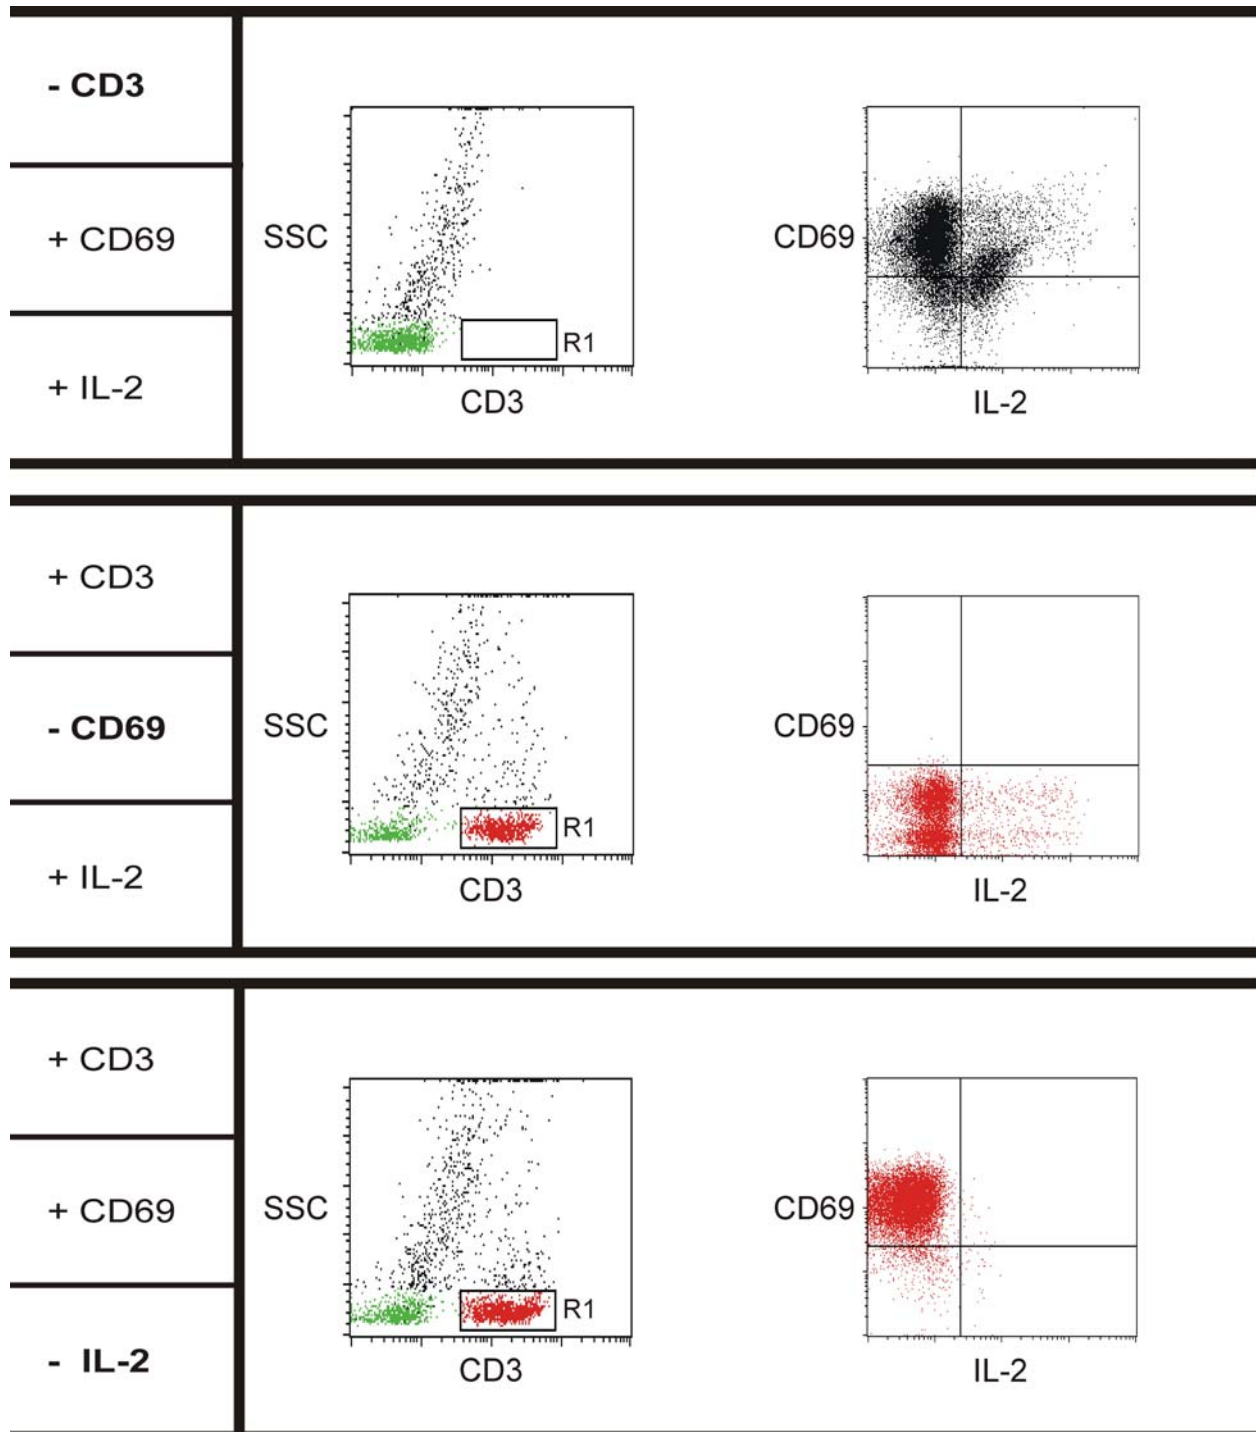 - CD3
+ CD69
+ IL-2
SSC
R1
CD3
CD69
IL-2
+ CD3
- CD69
+ IL-2
SSC
R1
CD3
CD69
IL-2
+ CD3
+ CD69
- IL-2
SSC
R1
CD3
CD69
IL-2